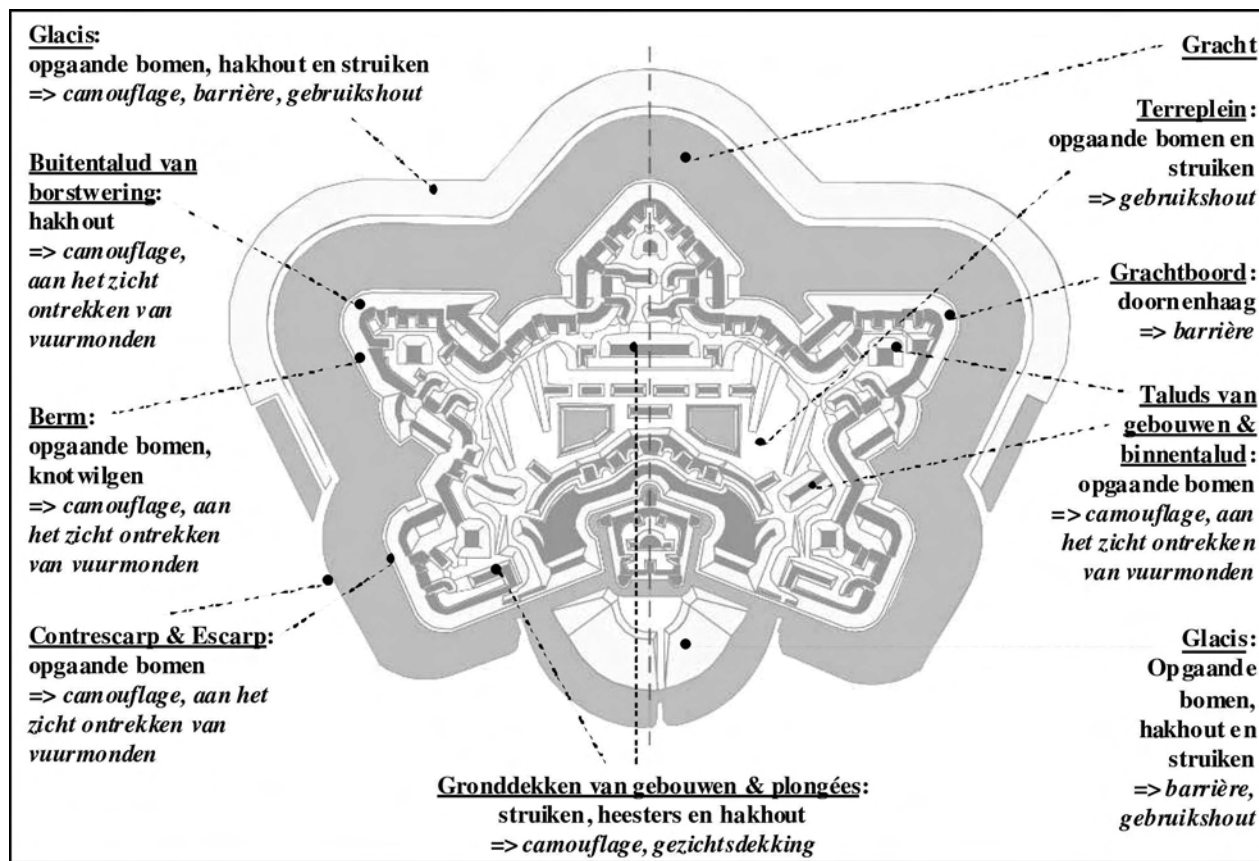 Glacis:
opgaande bomen, hakhout en struiken
=> camouflage, barrière, gebruikshout
Buitentalud van
borstwering:
hakhout
=> camouflage,
aan het zicht
ontrekken van
vuurmonden
Berm:
opgaande bomen,
knotwilgen
=> camouflage, aan
het zicht ontrekken
van vuurmonden
Contrescarp & Escarp:
opgaande bomen
=> camouflage, aan het
zicht ontrekken van
vuurmonden
Gronddekken van gebouwen & plongées:
struiken, heesters en hakhout
=> camouflage, gezichtsdekking
Gracht
Terreplein:
opgaande bomen en
struiken
=> gebruikshout
Grachtboord:
doornenhaag
=> barrière
Taluds van
gebouwen &
binnentalud:
opgaande bomen
=> camouflage, aan
het zicht ontrekken
van vuurmonden
Glacis:
Opgaande
bomen,
hakhout en
struiken
=> barrière,
gebruikshout